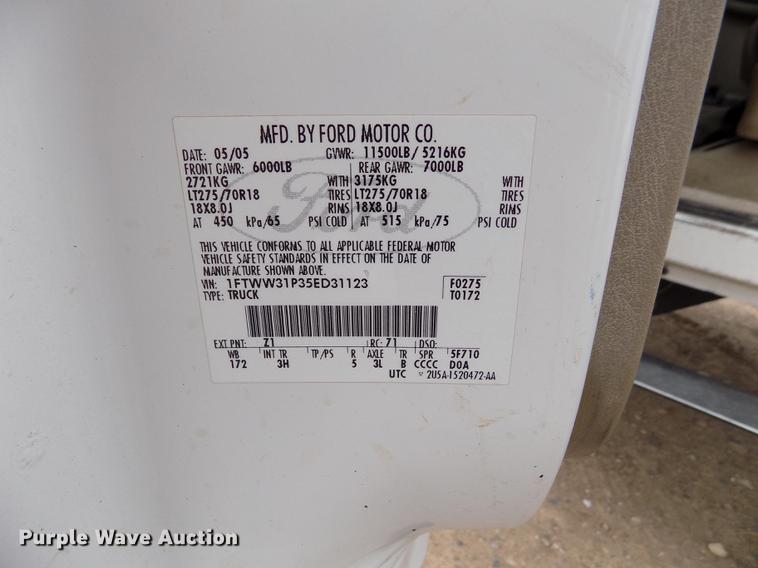 MFD. BY FORD MOTOR CO.
DATE: 05/05 GVWR: 11500LB/ 5216KG
FRONT GAWR: 6000LB REAR GAWR: 7000LB
2721KG WITH 3175KG WITH
LT275/70R18 TIRES LT275/70R18 TIRES
18X8.0J RIMS 18X8.0J RIMS
AT 450 kPa/65 PSI COLD AT 515 kPa/75 PSI COLD
Ford
THIS VEHICLE CONFORMS TO ALL APPLICABLE FEDERAL MOTOR
VEHICLE SAFETY STANDARDS IN EFFECT ON THE DATE OF
MANUFACTURE SHOWN ABOVE.
VIN: 1FTWW31P35ED31123 F0275
TYPE: TRUCK T0172
EXT PNT: Z1 RC: 71 DSO:
WB INT TR TP/PS R AXLE TR SPR 5F710
172 3H 5 3L B CCCC D0A
UTC 2U5A-1520472-AA
Purple Wave Auction